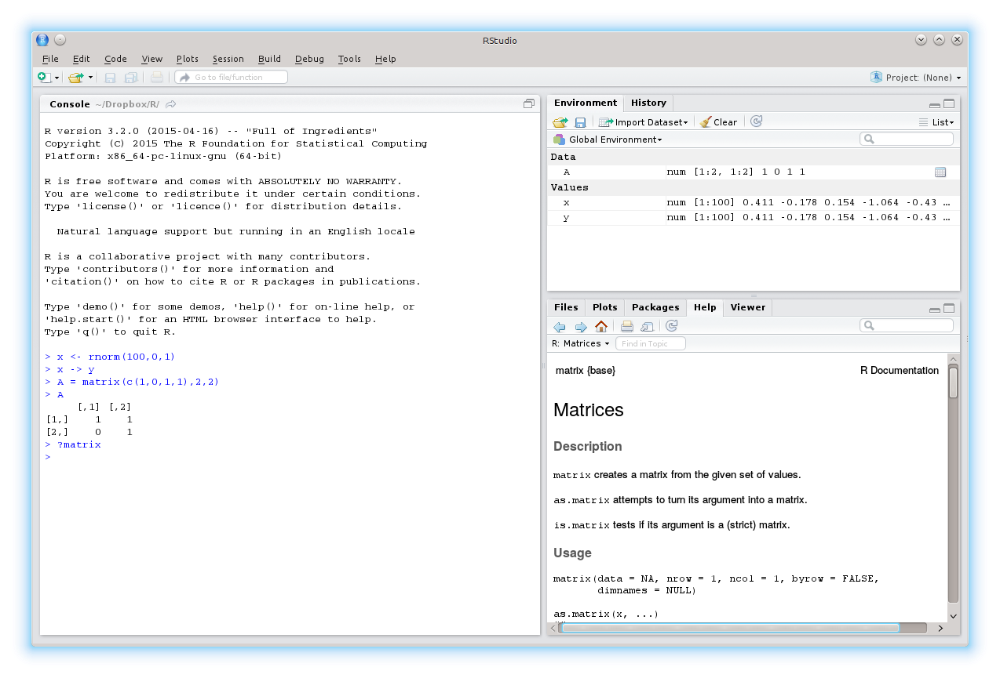 RStudio
File Edit Code View Plots Session Build Debug Tools Help
Go to file/function
Project: (None)
Console ~/Dropbox/R/
R version 3.2.0 (2015-04-16) -- "Full of Ingredients"
Copyright (C) 2015 The R Foundation for Statistical Computing
Platform: x86_64-pc-linux-gnu (64-bit)
R is free software and comes with ABSOLUTELY NO WARRANTY.
You are welcome to redistribute it under certain conditions.
Type 'license()' or 'licence()' for distribution details.
Natural language support but running in an English locale
R is a collaborative project with many contributors.
Type 'contributors()' for more information and
'citation()' on how to cite R or R packages in publications.
Type 'demo()' for some demos, 'help()' for on-line help, or
'help.start()' for an HTML browser interface to help.
Type 'q()' to quit R.
> x <- rnorm(100,0,1)
> x -> y
> A = matrix(c(1,0,1,1),2,2)
> A
[,1] [,2]
[1,] 1 1
[2,] 0 1
> ?matrix
>
Environment History
Import Dataset Clear List
Global Environment
Data
A num [1:2, 1:2] 1 0 1 1
Values
x num [1:100] 0.411 -0.178 0.154 -1.064 -0.43 ...
y num [1:100] 0.411 -0.178 0.154 -1.064 -0.43 ...
Files Plots Packages Help Viewer
R: Matrices Find in Topic
matrix {base} R Documentation
Matrices
Description
matrix creates a matrix from the given set of values.
as.matrix attempts to turn its argument into a matrix.
is.matrix tests if its argument is a (strict) matrix.
Usage
matrix(data = NA, nrow = 1, ncol = 1, byrow = FALSE,
dimnames = NULL)
as.matrix(x, ...)